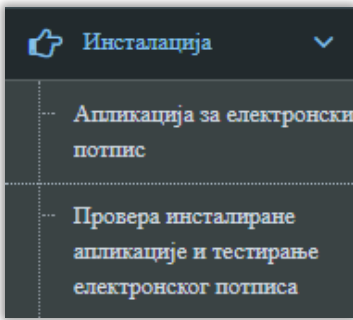 Инсталација
Апликација за електронски
потпис
Провера инсталиране
апликације и тестирање
електронског потписа